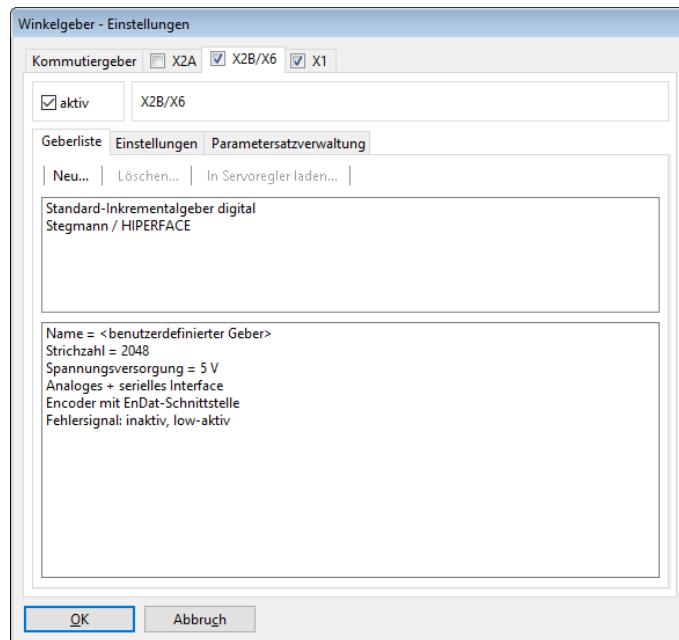 Winkelgeber - Einstellungen
Kommutiergeber X2A X2B/X6 X1
aktiv X2B/X6
Geberliste Einstellungen Parametersatzverwaltung
Neu... Löschen... In Servoregler laden...
Standard-Inkrementalgeber digital
Stegmann / HIPERFACE
Name = <benutzerdefinierter Geber>
Strichzahl = 2048
Spannungsversorgung = 5 V
Analoges + serielles Interface
Encoder mit EnDat-Schnittstelle
Fehlersignal: inaktiv, low-aktiv
OK Abbruch